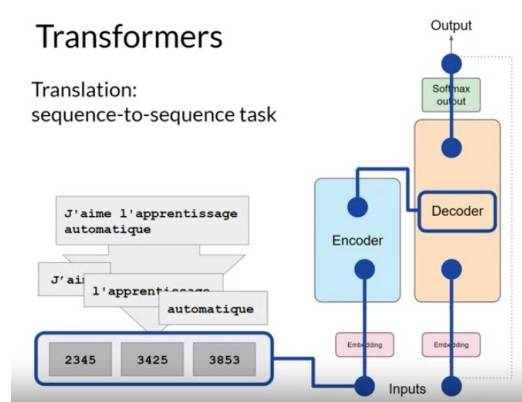 Transformers
Translation:
sequence-to-sequence task
J'aime l'apprentissage
automatique
J'ai
l'apprentissage
automatique
2345 3425 3853
Output
Softmax
output
Decoder
Encoder
Embedding Embedding
Inputs